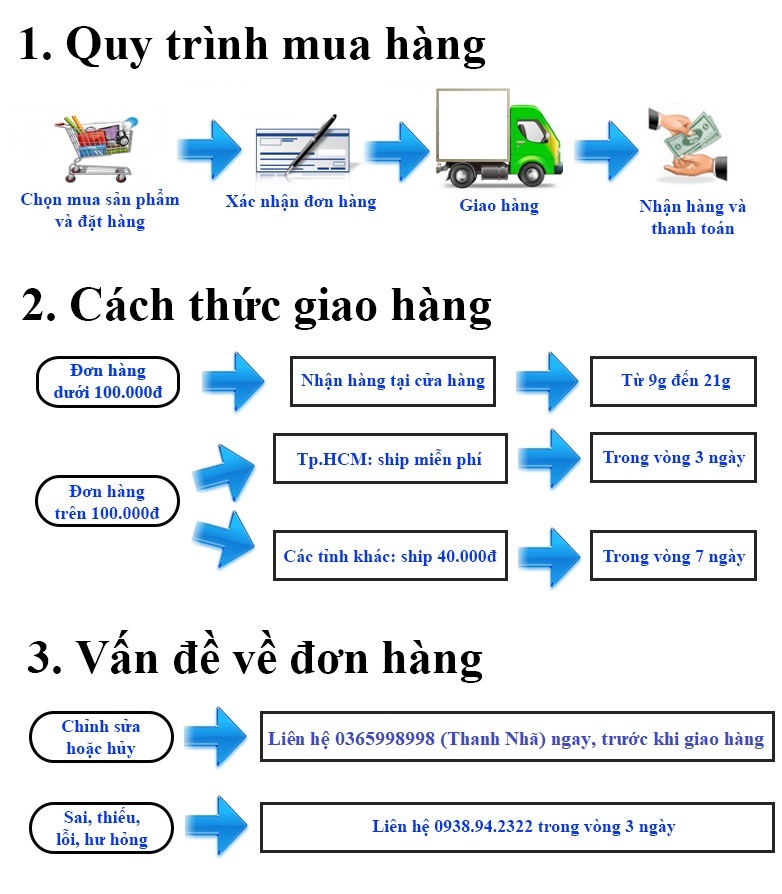 1. Quy trình mua hàng
Chọn mua sản phẩm
và đặt hàng
Xác nhận đơn hàng
Giao hàng
Nhận hàng và
thanh toán
2. Cách thức giao hàng
Đơn hàng
dưới 100.000đ
Nhận hàng tại cửa hàng
Từ 9g đến 21g
Đơn hàng
trên 100.000đ
Tp.HCM: ship miễn phí
Trong vòng 3 ngày
Các tỉnh khác: ship 40.000đ
Trong vòng 7 ngày
3. Vấn đề về đơn hàng
Chỉnh sửa
hoặc hủy
Liên hệ 0365998998 (Thanh Nhã) ngay, trước khi giao hàng
Sai, thiếu,
lỗi, hư hỏng
Liên hệ 0938.94.2322 trong vòng 3 ngày